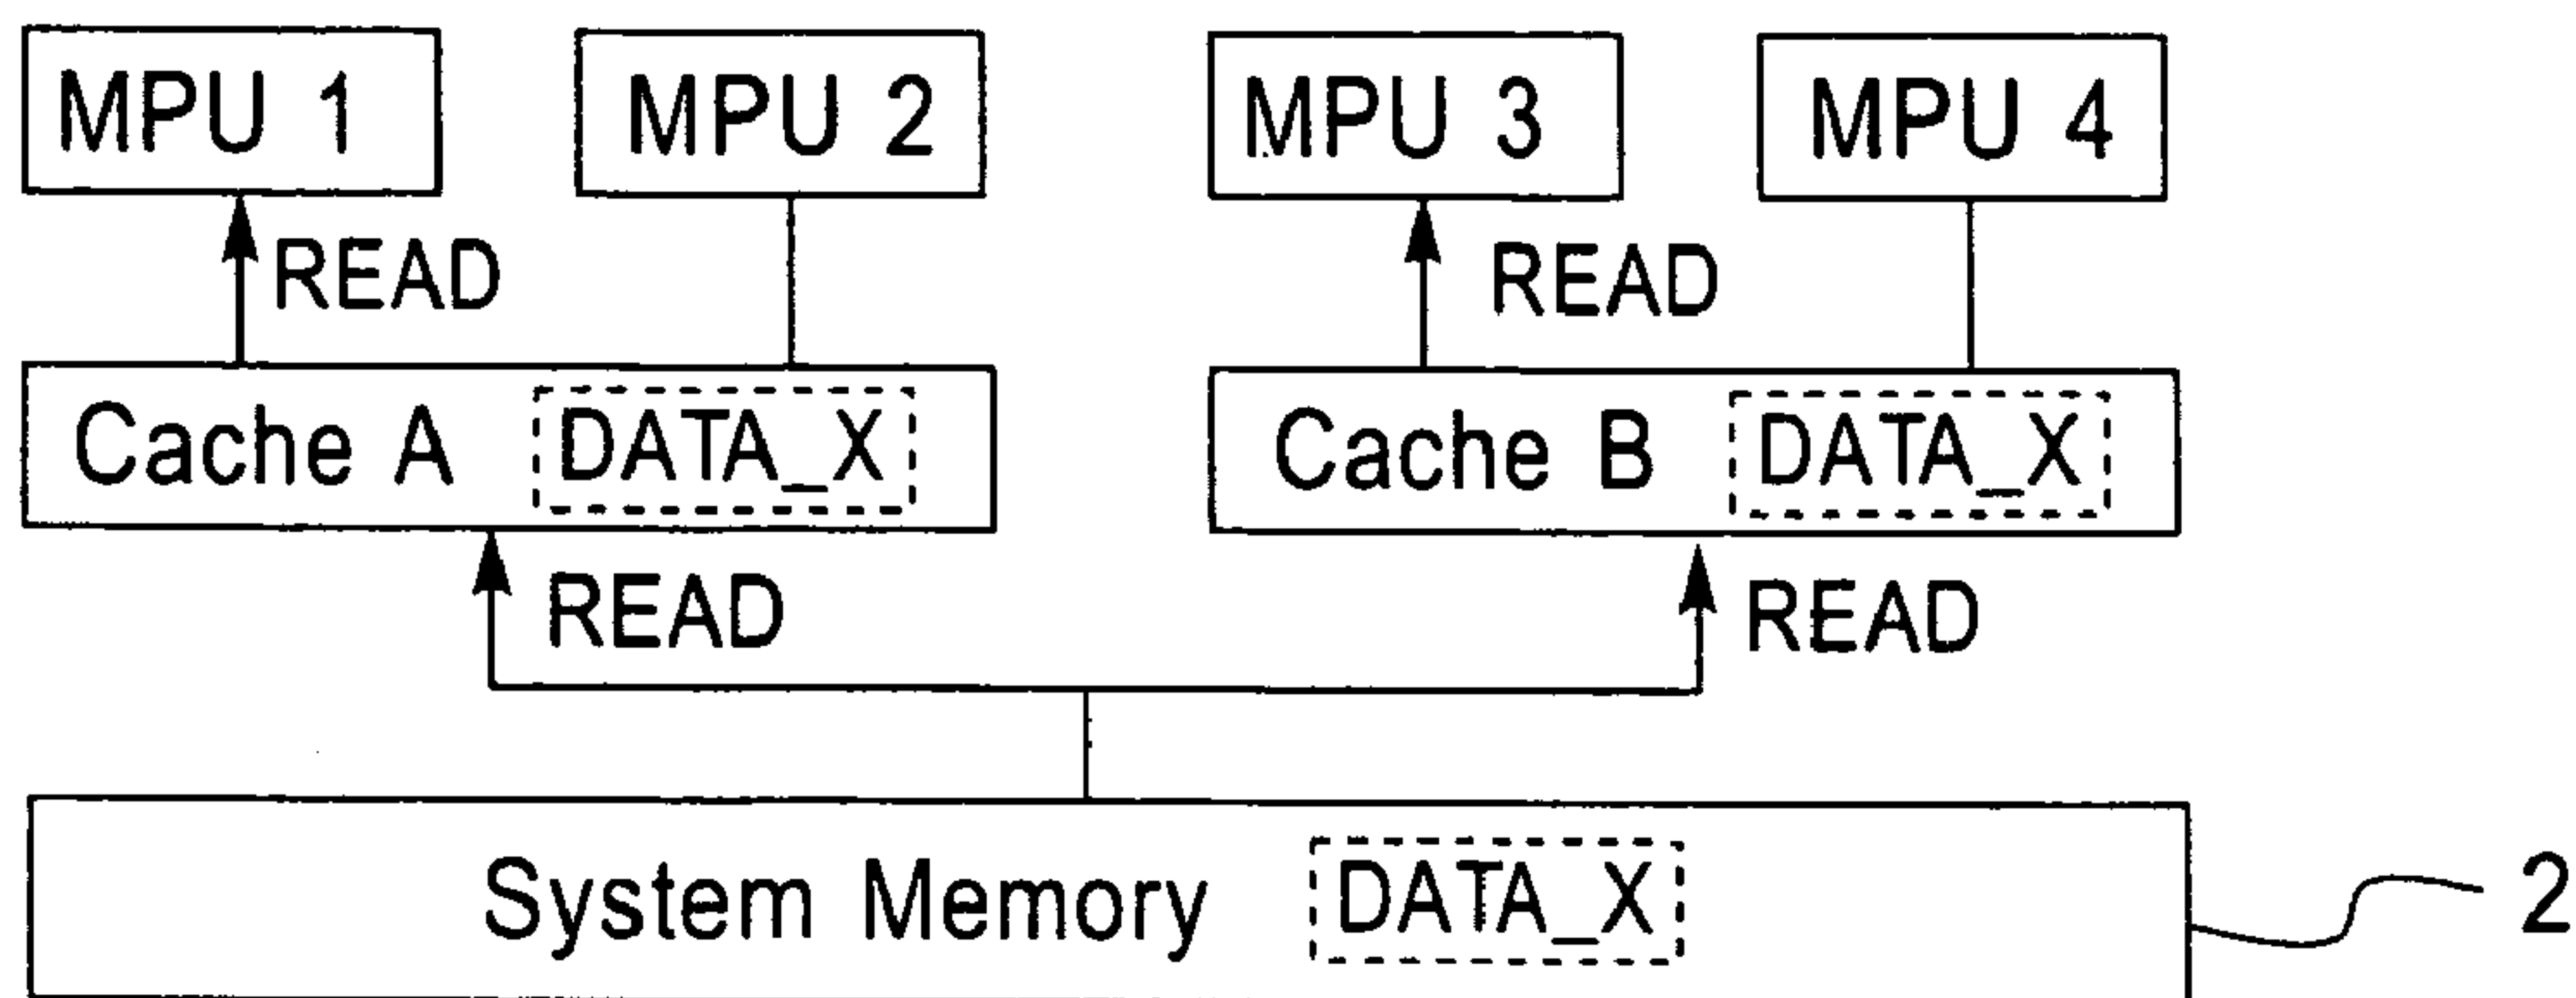 MPU 1 MPU 2 MPU 3 MPU 4
READ READ
Cache A DATA_X Cache B DATA_X
READ READ
System Memory DATA_X 2